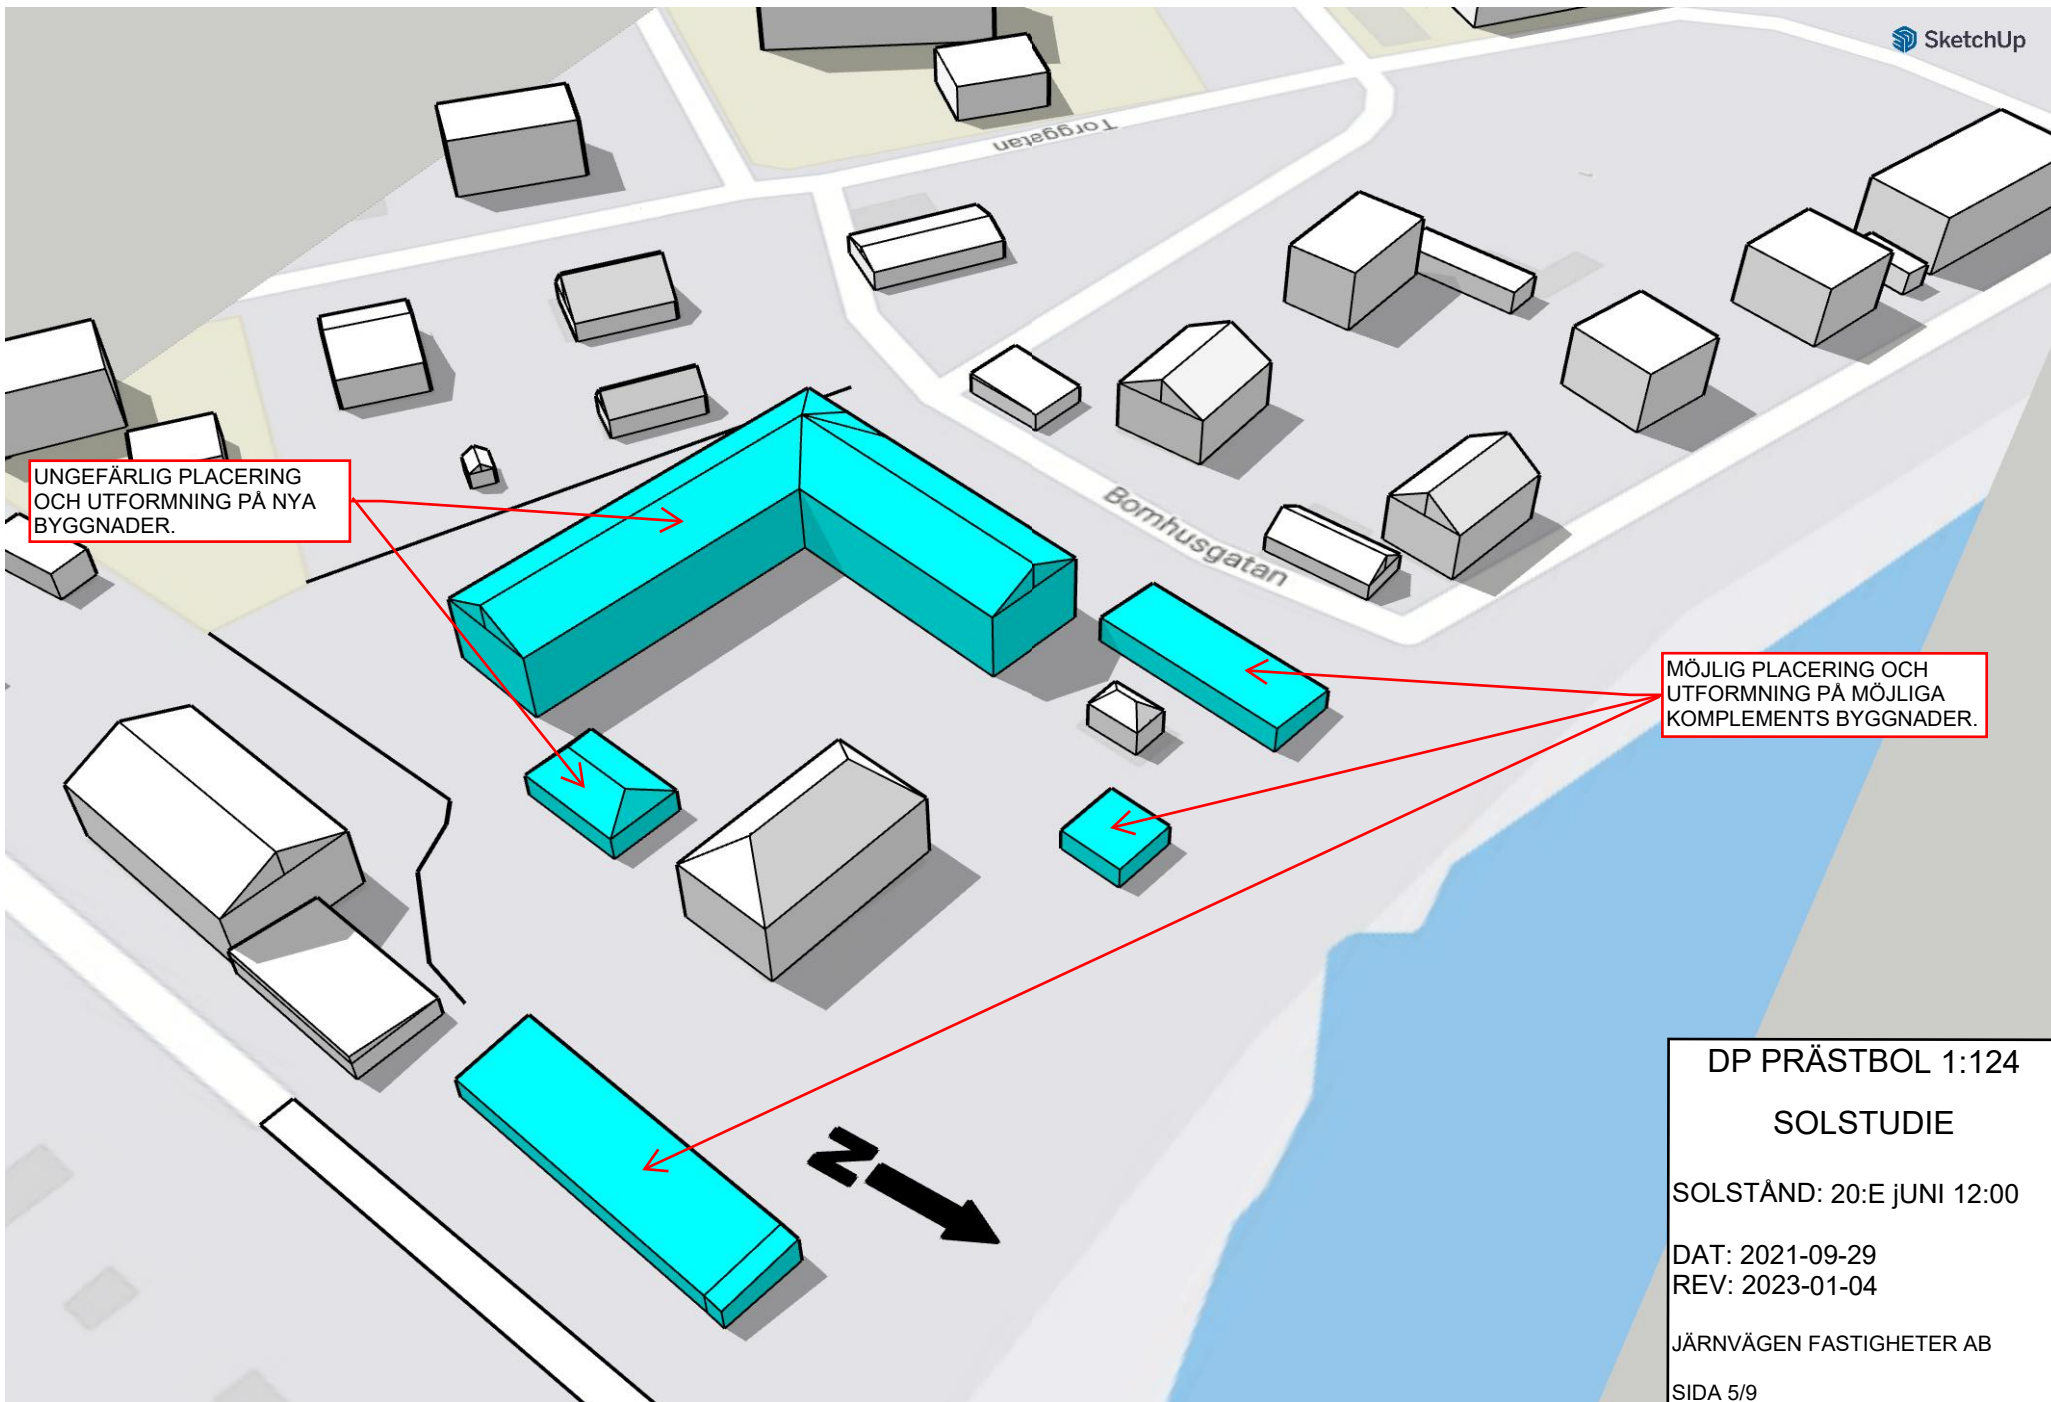 SketchUp
Torggatan
UNGEFÄRLIG PLACERING
OCH UTFORMNING PÅ NYA
BYGGNADER.
Bomhusgatan
MÖJLIG PLACERING OCH
UTFORMNING PÅ MÖJLIGA
KOMPLEMENTS BYGGNADER.
N
DP PRÄSTBOL 1:124
SOLSTUDIE
SOLSTÅND: 20:E jUNI 12:00
DAT: 2021-09-29
REV: 2023-01-04
JÄRNVÄGEN FASTIGHETER AB
SIDA 5/9